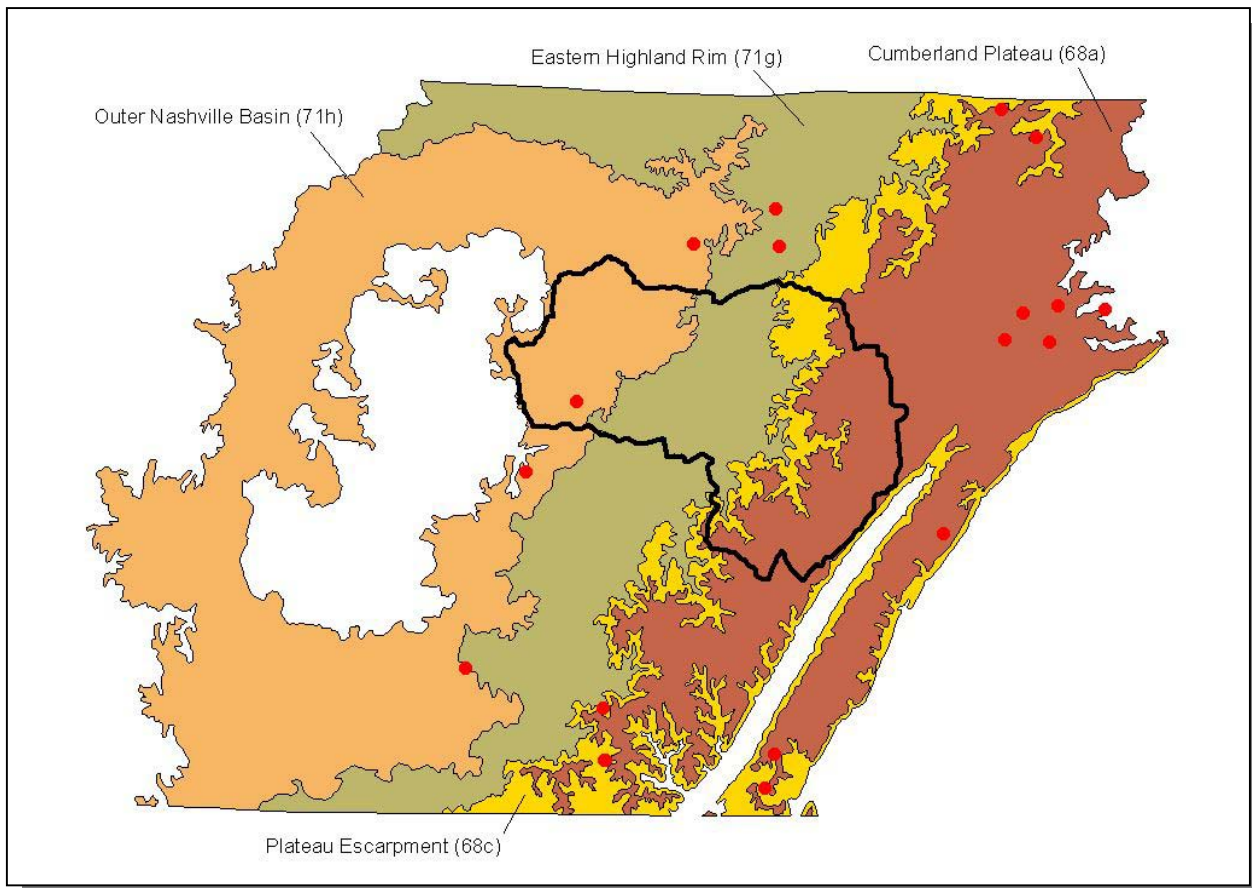 Eastern Highland Rim (71g)
Cumberland Plateau (68a)
Outer Nashville Basin (71h)
Plateau Escarpment (68c)